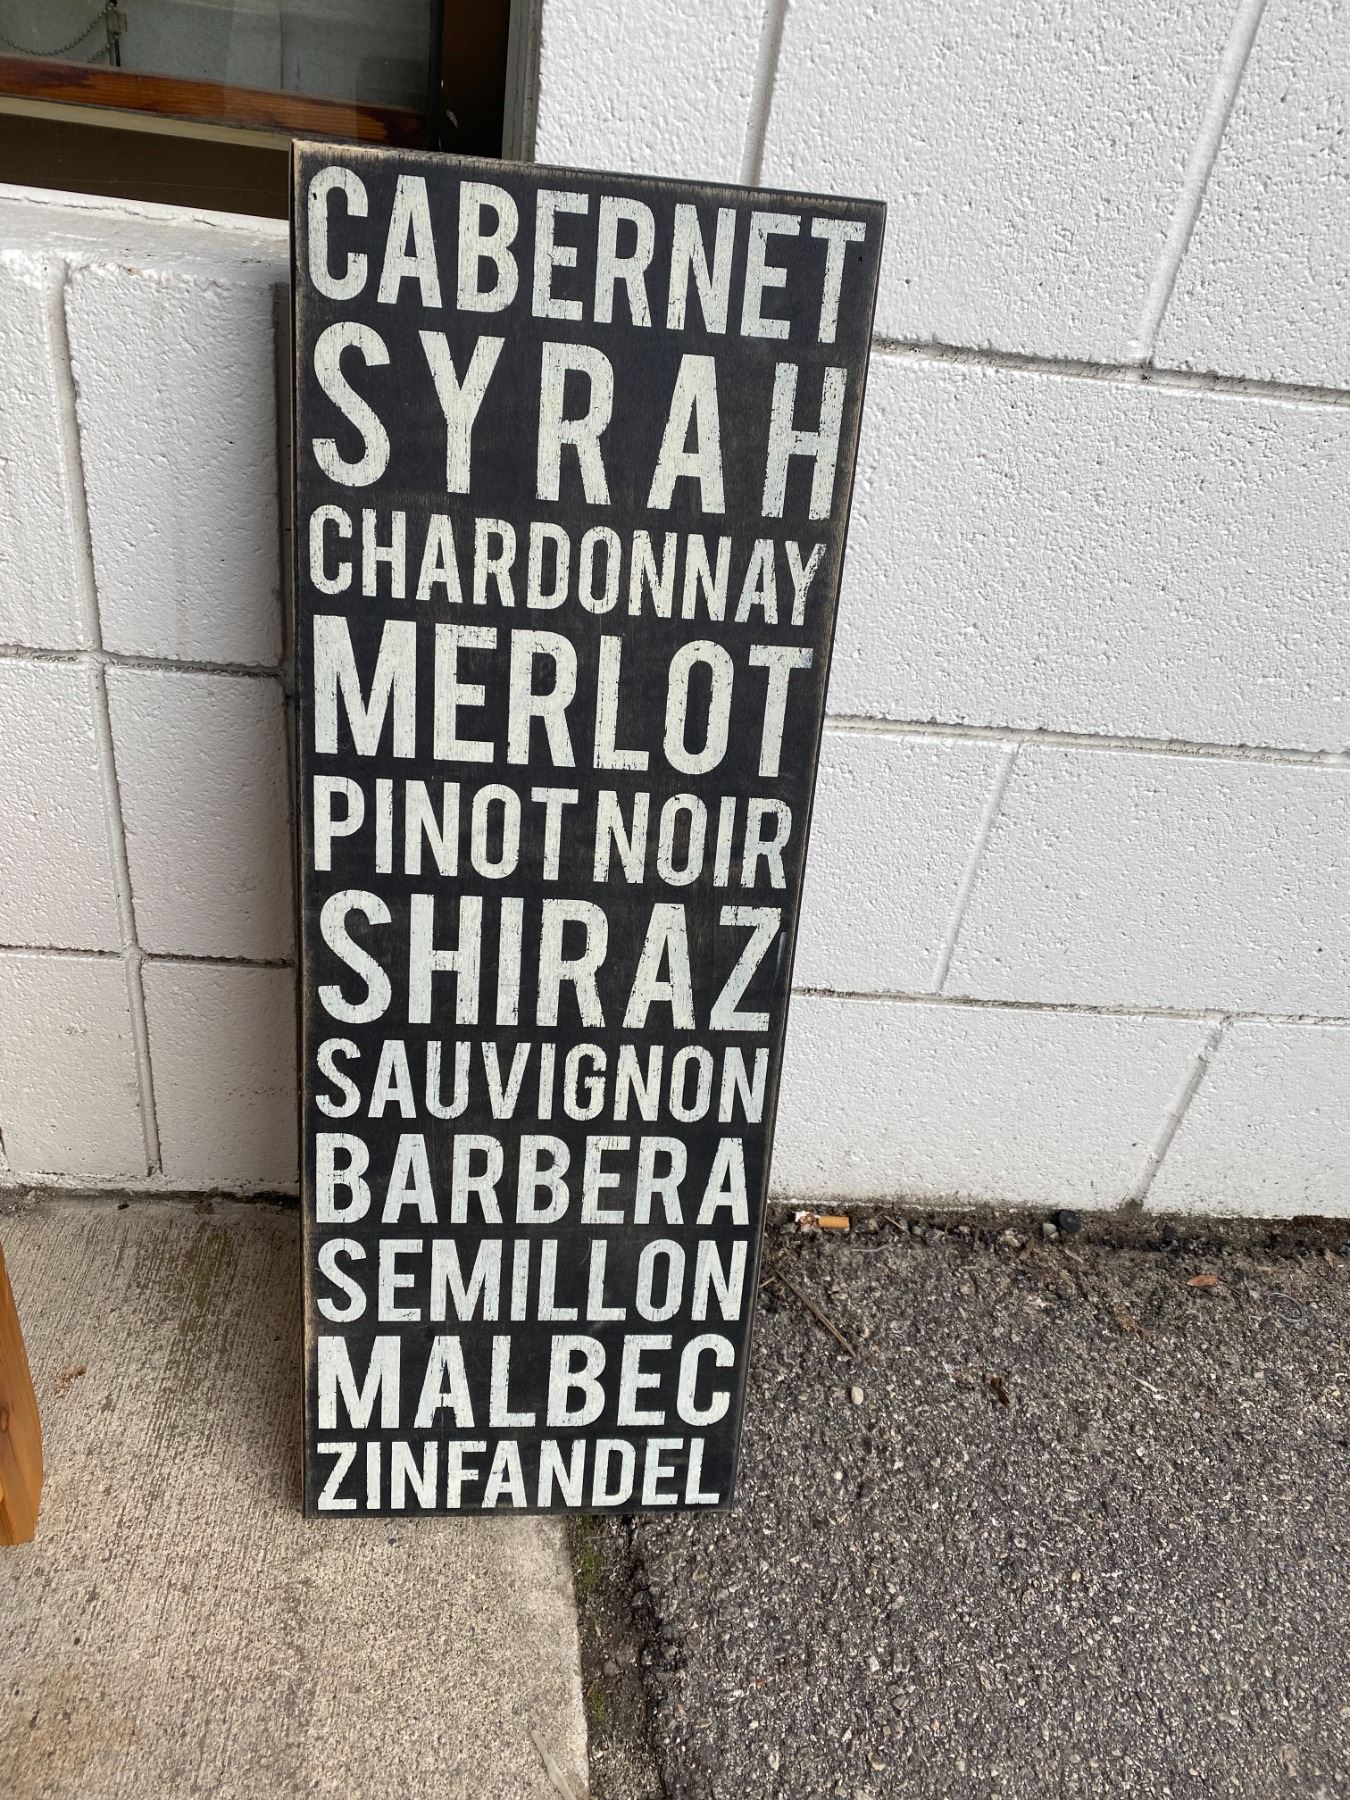 CABERNET
SYRAH
CHARDONNAY
MERLOT
PINOT NOIR
SHIRAZ
SAUVIGNON
BARBERA
SEMILLON
MALBEC
ZINFANDEL